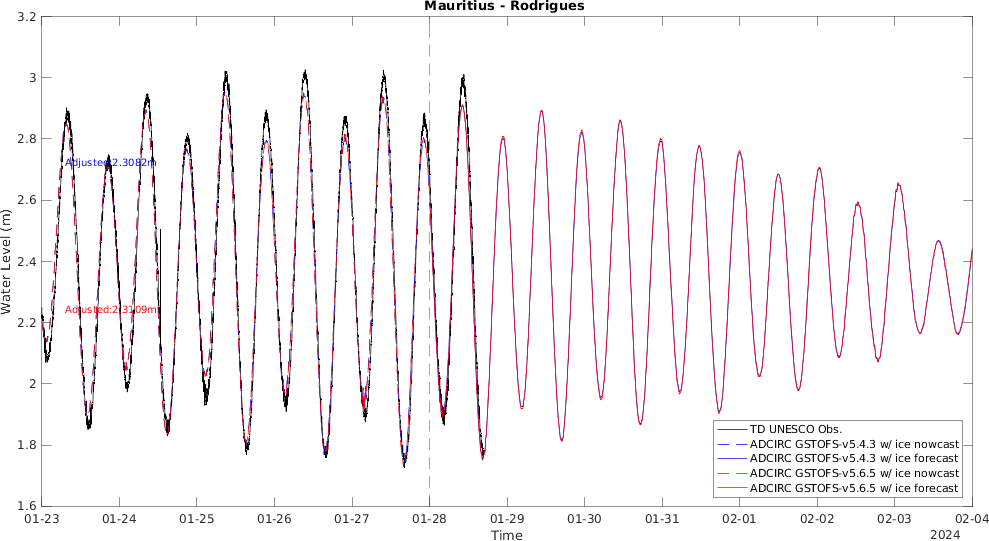 Mauritius - Rodrigues
3.2
3
2.8
2.6
2.4
2.2
2
1.8
1.6
Water Level (m)
Adjusted:2.3082m
Adjusted:2.3109m
TD UNESCO Obs.
ADCIRC GSTOFS-v5.4.3 w/ ice nowcast
ADCIRC GSTOFS-v5.4.3 w/ ice forecast
ADCIRC GSTOFS-v5.6.5 w/ ice nowcast
ADCIRC GSTOFS-v5.6.5 w/ ice forecast
01-23 01-24 01-25 01-26 01-27 01-28 01-29 01-30 01-31 02-01 02-02 02-03 02-04
Time
2024